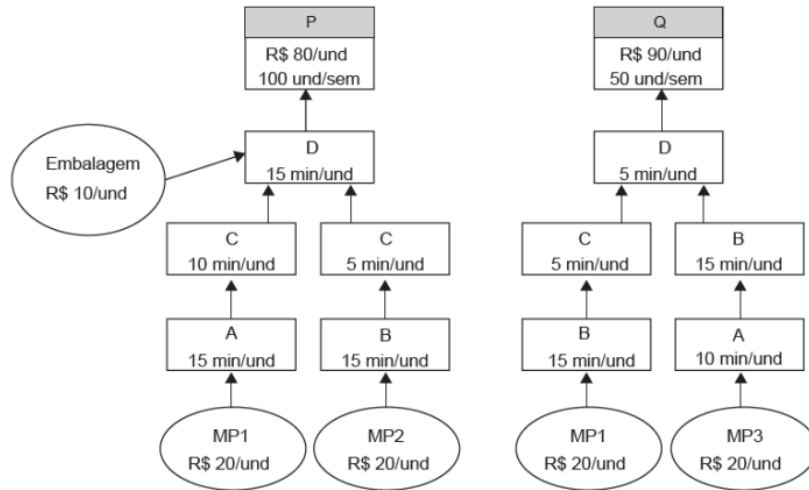 P
R$ 80/und
100 und/sem
Embalagem
R$ 10/und
D
15 min/und
C
10 min/und
C
5 min/und
A
15 min/und
B
15 min/und
MP1
R$ 20/und
MP2
R$ 20/und
Q
R$ 90/und
50 und/sem
D
5 min/und
C
5 min/und
B
15 min/und
B
15 min/und
A
10 min/und
MP1
R$ 20/und
MP3
R$ 20/und